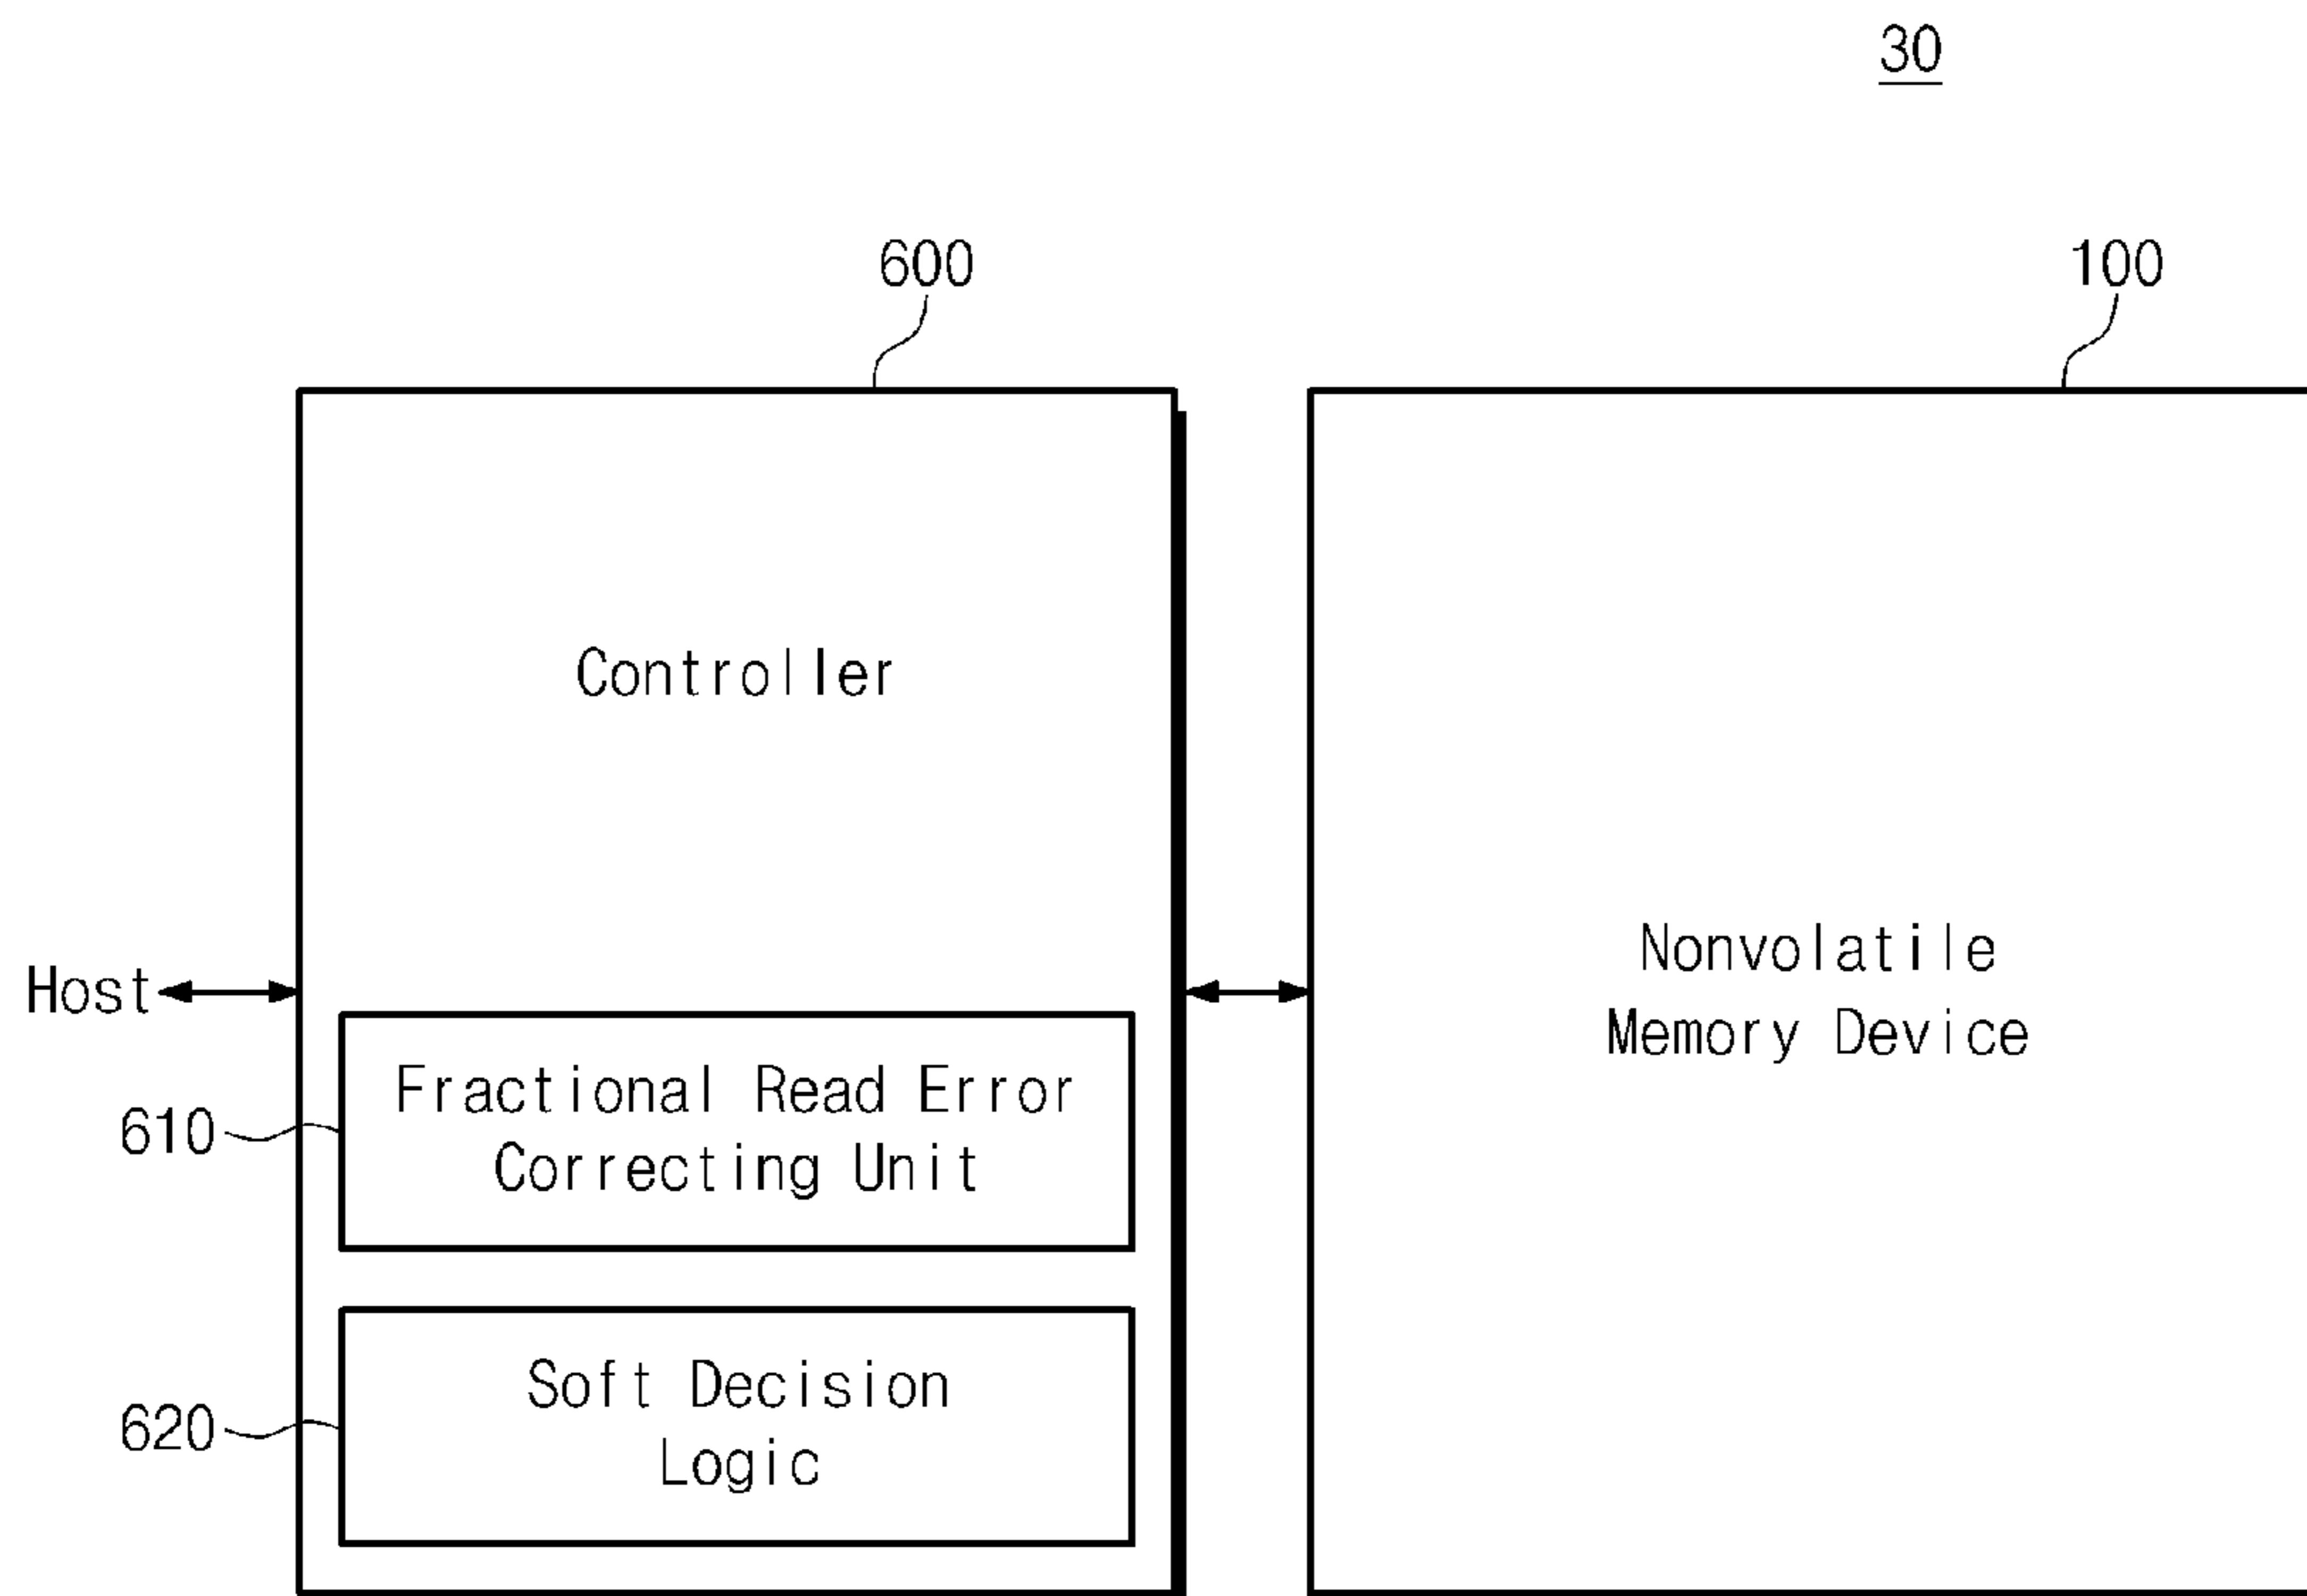 30
600
100
Controller
Nonvolatile
Memory Device
Host
Fractional Read Error
Correcting Unit
610
Soft Decision
Logic
620